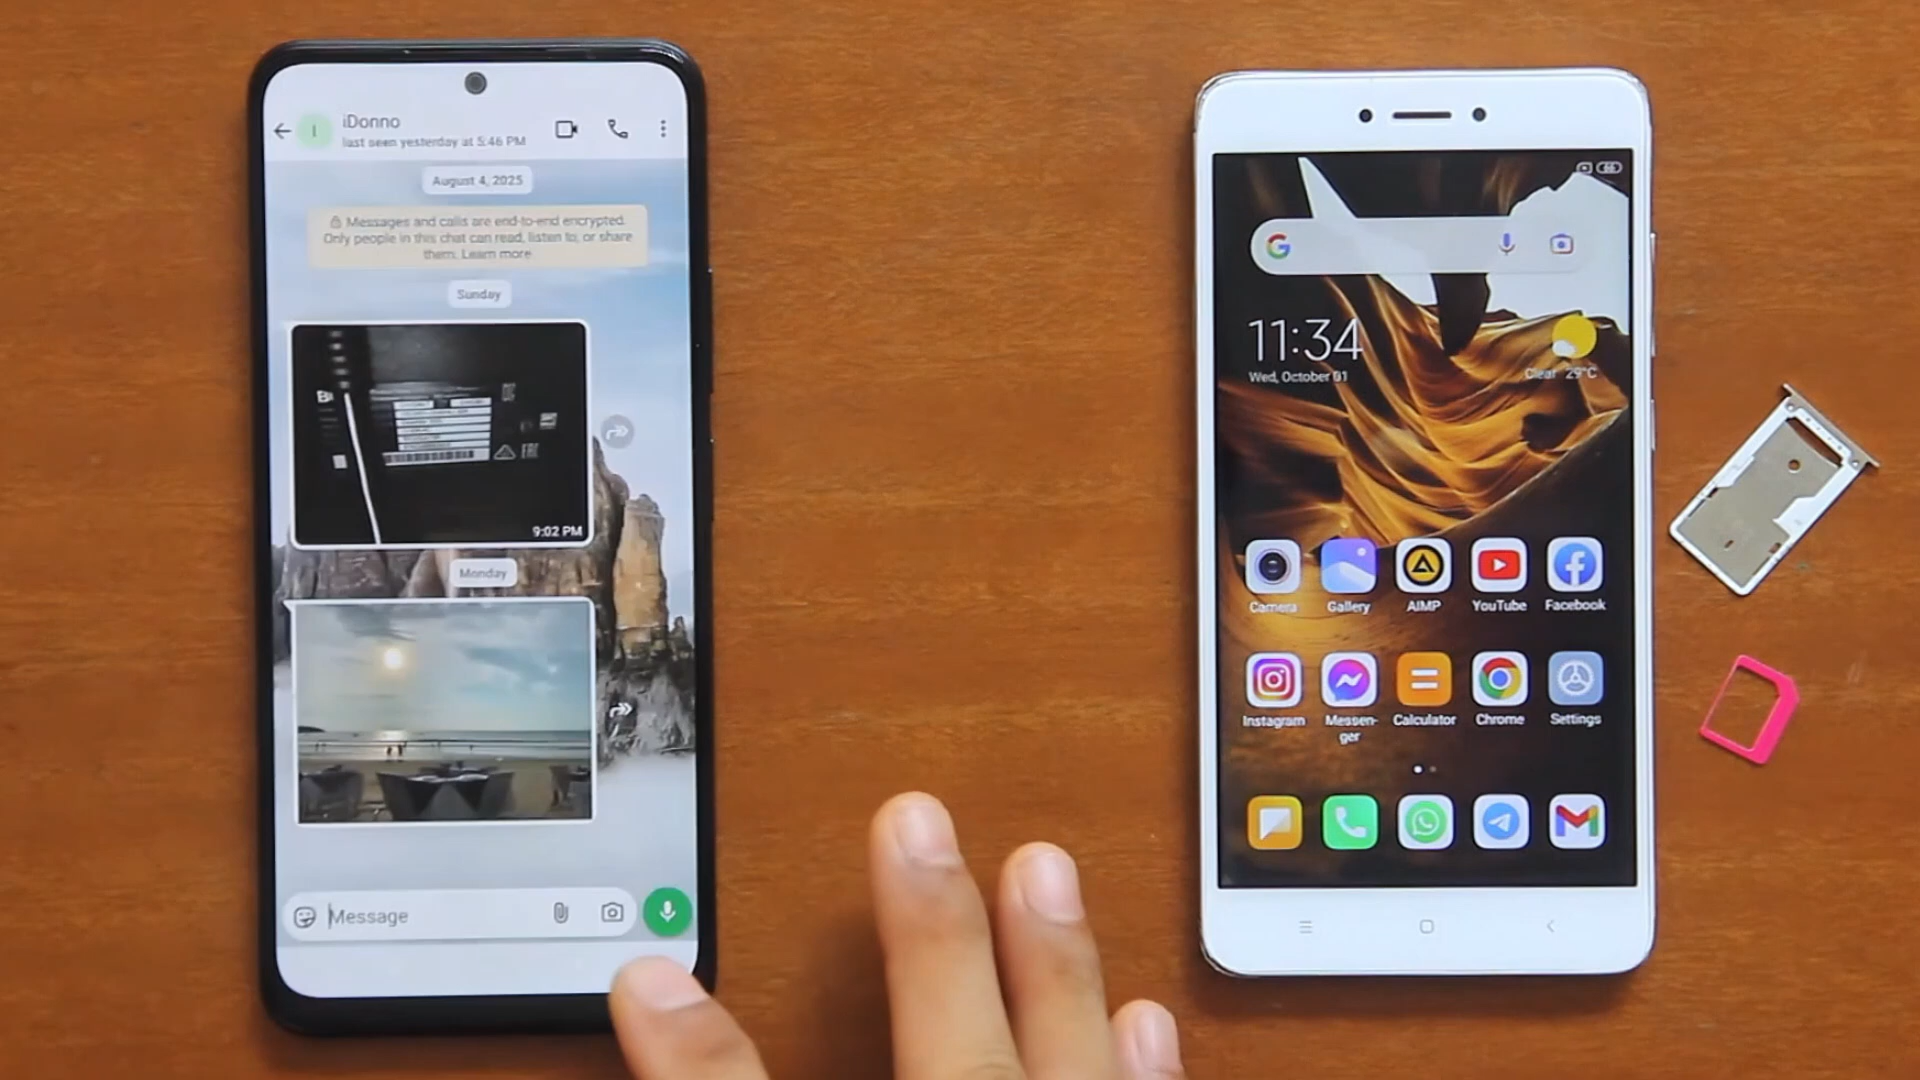 iDonno
last seen yesterday at 5:46 PM
August 4, 2025
Messages and calls are end-to-end encrypted.
Only people in this chat can read, listen to, or share
them. Learn more
Sunday
EAC
9:02 PM
Monday
Message
11:34
Wed, October 01
Clear 29°C
Camera
Gallery
AIMP
YouTube
Facebook
Instagram
Messen-
ger
Calculator
Chrome
Settings